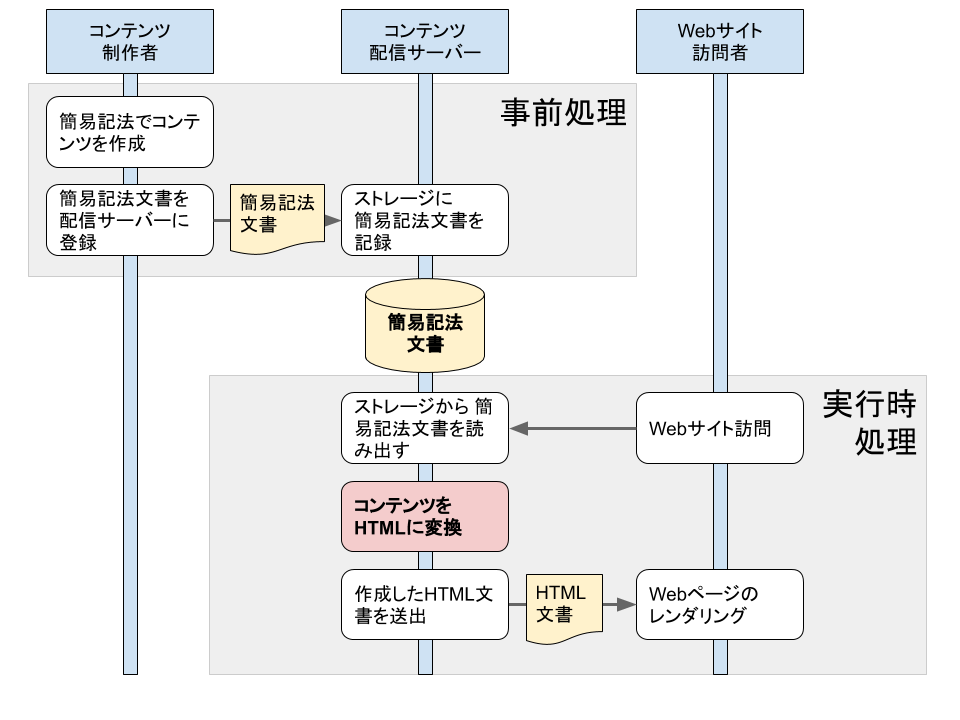 コンテンツ
制作者
コンテンツ
配信サーバー
Webサイト
訪問者
事前処理
簡易記法でコンテ
ンツを作成
簡易記法文書を
配信サーバーに
登録
簡易記法
文書
ストレージに
簡易記法文書を
記録
簡易記法
文書
実行時
処理
ストレージから 簡
易記法文書を読
み出す
Webサイト訪問
コンテンツを
HTMLに変換
作成したHTML文
書を送出
HTML
文書
Webページの
レンダリング